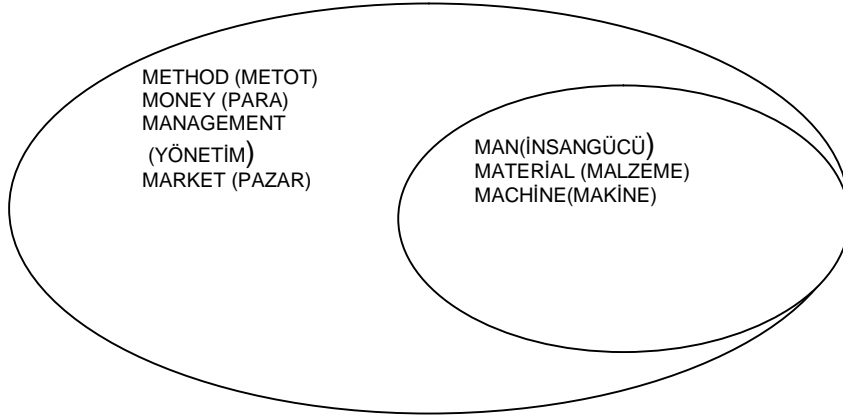 METHOD (METOT)
MONEY (PARA)
MANAGEMENT
(YÖNETİM)
MARKET (PAZAR)
MAN(İNSANGÜCÜ)
MATERİAL (MALZEME)
MACHİNE(MAKİNE)